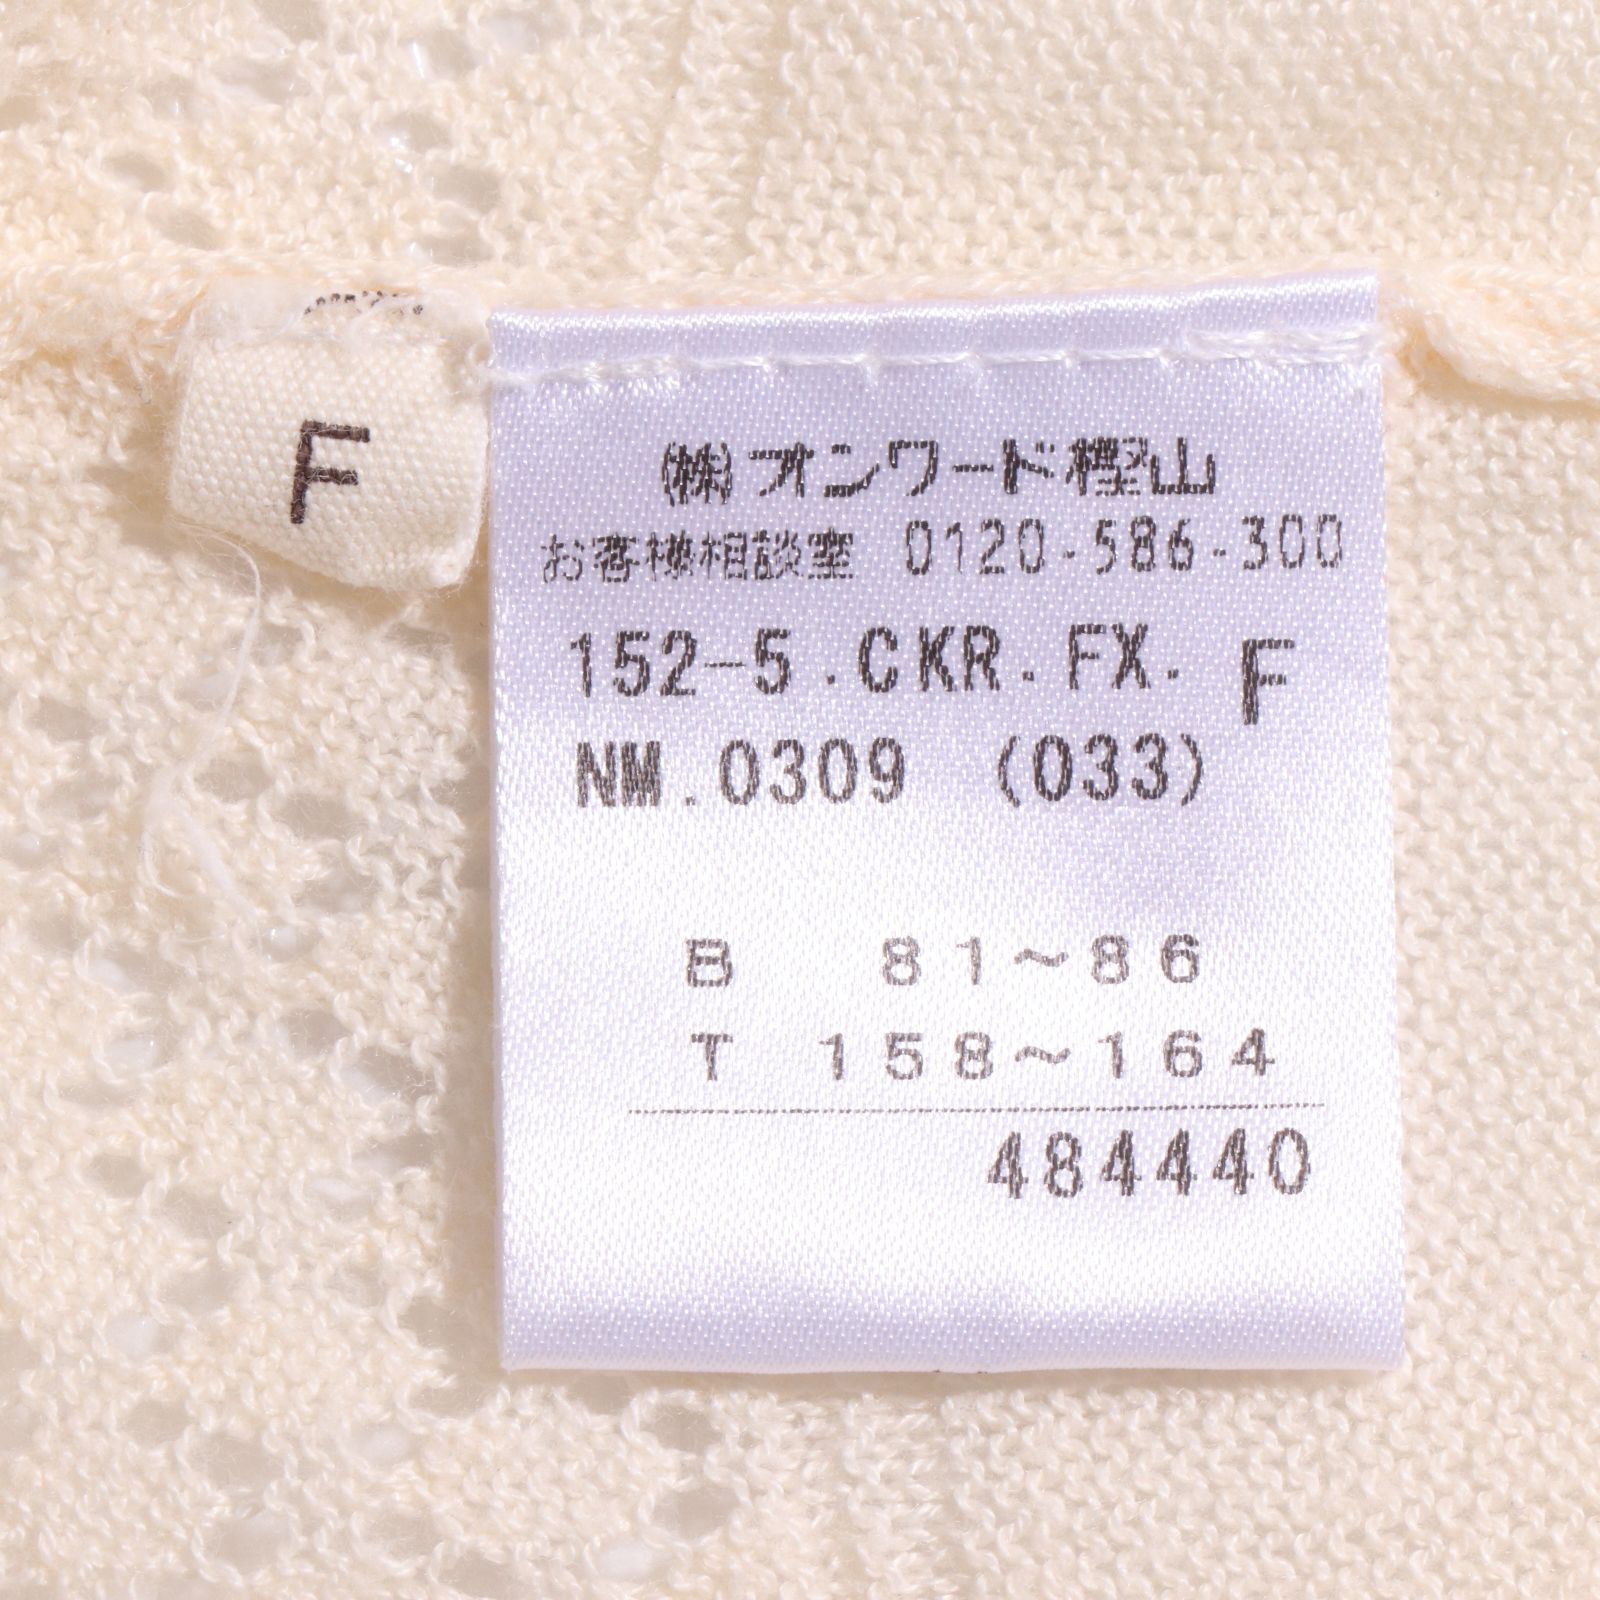 F
㈱オンワード樫山
お客様相談室 0120-586-300
152-5.CKR.FX. F
NM.0309 (033)
B 81~86
T 158~164
484440